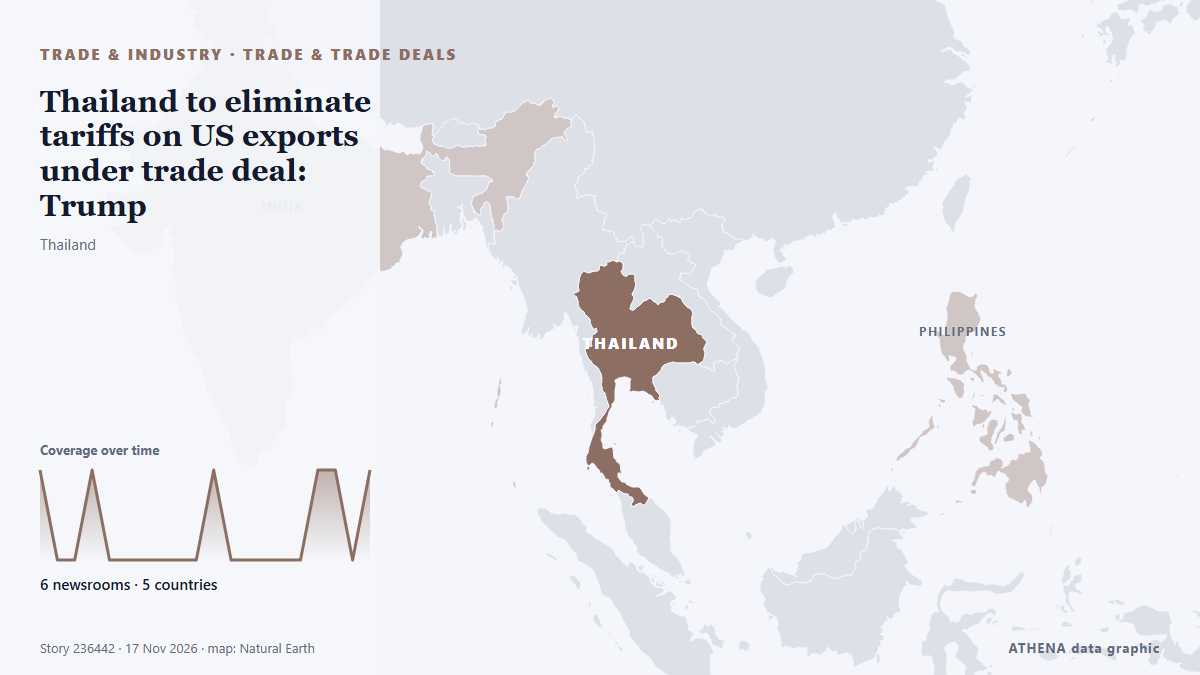 TRADE & INDUSTRY · TRADE & TRADE DEALS
Thailand to eliminate
tariffs on US exports
under trade deal:
Trump
INDIA
Thailand
THAILAND
PHILIPPINES
Coverage over time
6 newsrooms · 5 countries
Story 236442 · 17 Nov 2026 · map: Natural Earth
ATHENA data graphic